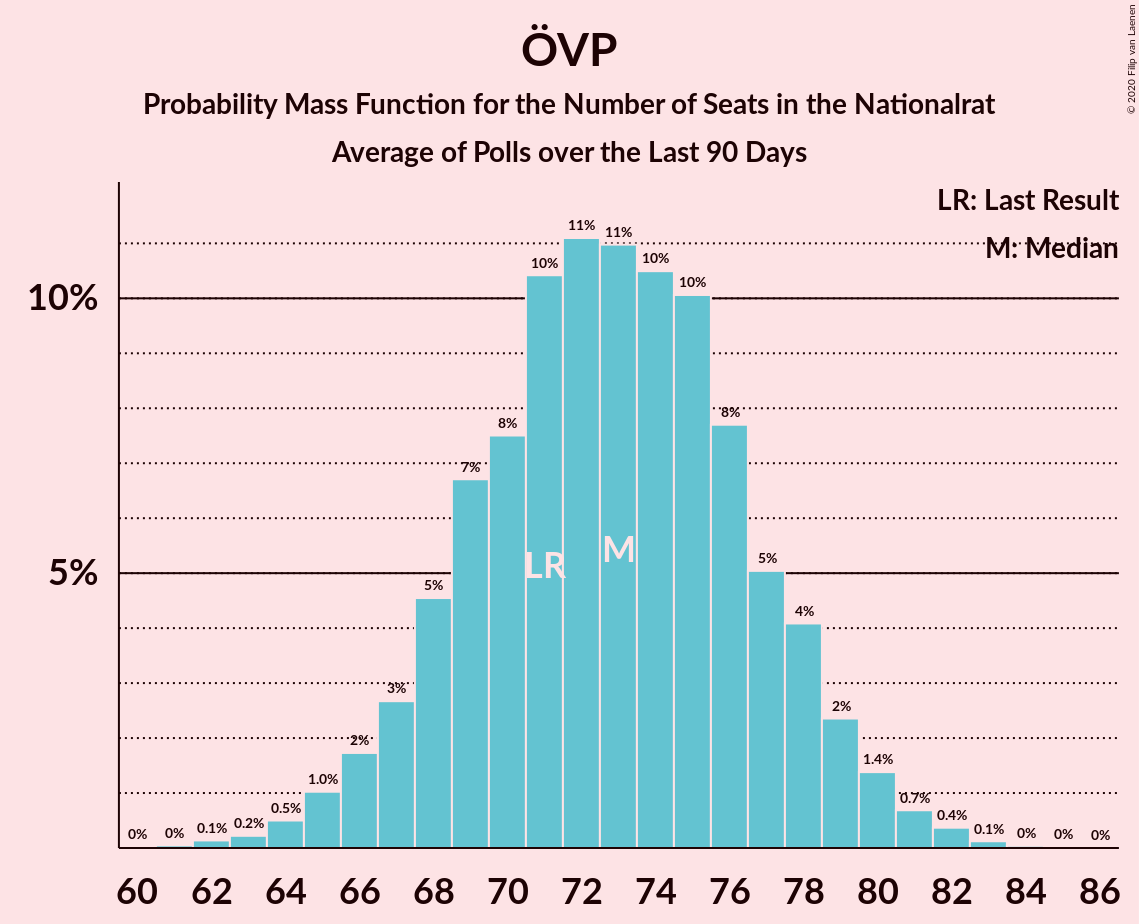 ÖVP
Probability Mass Function for the Number of Seats in the Nationalrat
Average of Polls over the Last 90 Days
© 2020 Filip van Laenen
LR: Last Result
M: Median
10%
5%
0% 0% 0.1% 0.2% 0.5% 1.0% 2% 3% 5% 7% 8% 10% 11% 11% 10% 10% 8% 5% 4% 2% 1.4% 0.7% 0.4% 0.1% 0% 0% 0%
LR M
60 62 64 66 68 70 72 74 76 78 80 82 84 86